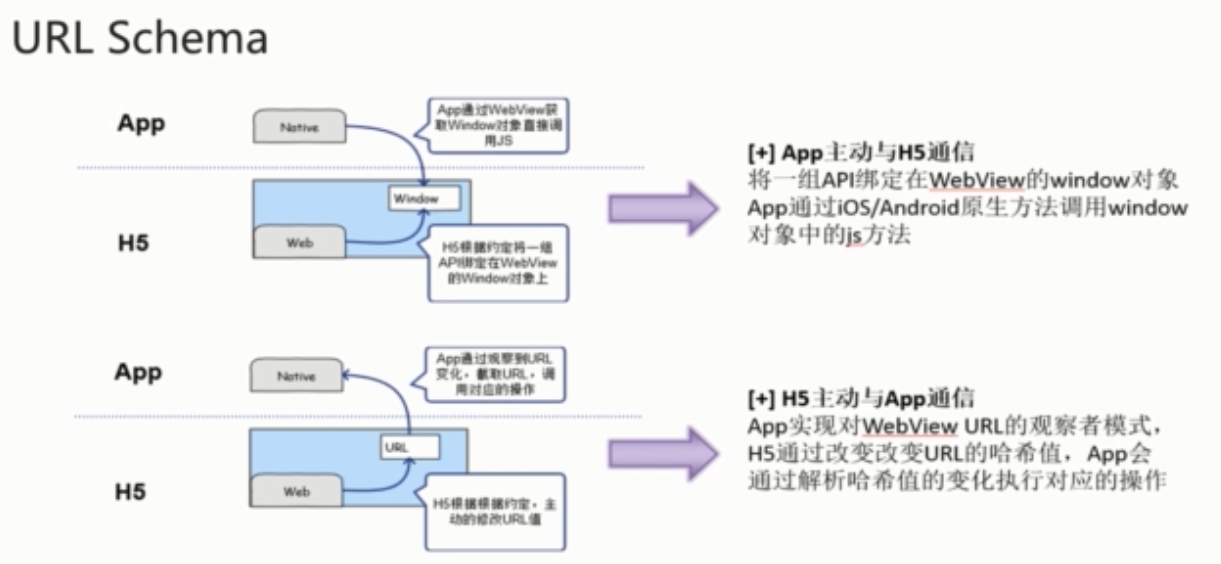 URL Schema
App
Native
App通过WebView获
取Window对象直接调
用JS
Window
H5
Web
H5根据约定将一组
API绑定在WebView
的Window对象上
[+] App主动与H5通信
将一组API绑定在WebView的window对象
App通过iOS/Android原生方法调用window
对象中的js方法
App
Native
App通过观察到URL
变化，截取URL，调
用对应的操作
URL
H5
Web
H5根据根据约定，主
动的修改URL值
[+] H5主动与App通信
App实现对WebView URL的观察者模式，
H5通过改变改变URL的哈希值，App会
通过解析哈希值的变化执行对应的操作